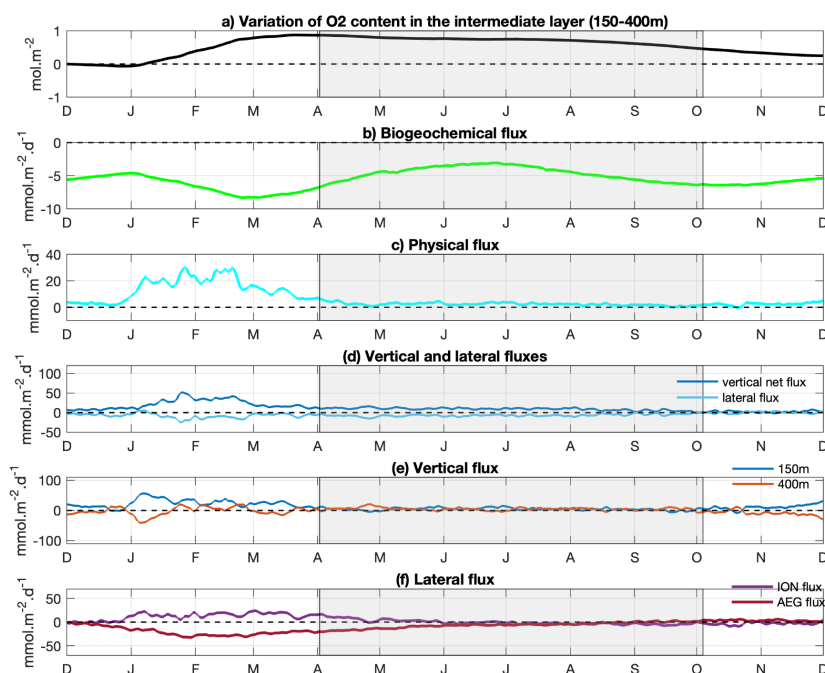 a) Variation of O2 content in the intermediate layer (150-400m)
mol.m-2
1
0
1
D J F M A M J J A S O N D
b) Biogeochemical flux
mmol.m-2.d-1
0
-5
-10
D J F M A M J J A S O N D
c) Physical flux
mmol.m-2.d-1
40
20
0
D J F M A M J J A S O N D
(d) Vertical and lateral fluxes
mmol.m-2.d-1
100
50
0
-50
vertical net flux
lateral flux
D J F M A M J J A S O N D
(e) Vertical flux
mmol.m-2.d-1
100
0
-100
150m
400m
D J F M A M J J A S O N D
(f) Lateral flux
mmol.m-2.d-1
50
0
-50
ION flux
AEG flux
D J F M A M J J A S O N D